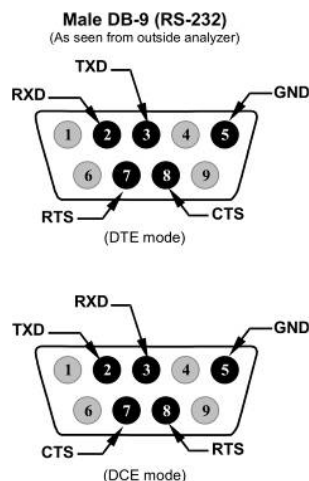 Male DB-9 (RS-232)
(As seen from outside analyzer)
TXD
RXD
GND
1 2 3 4 5
6 7 8 9
RTS
CTS
(DTE mode)
RXD
TXD
GND
1 2 3 4 5
6 7 8 9
CTS
RTS
(DCE mode)